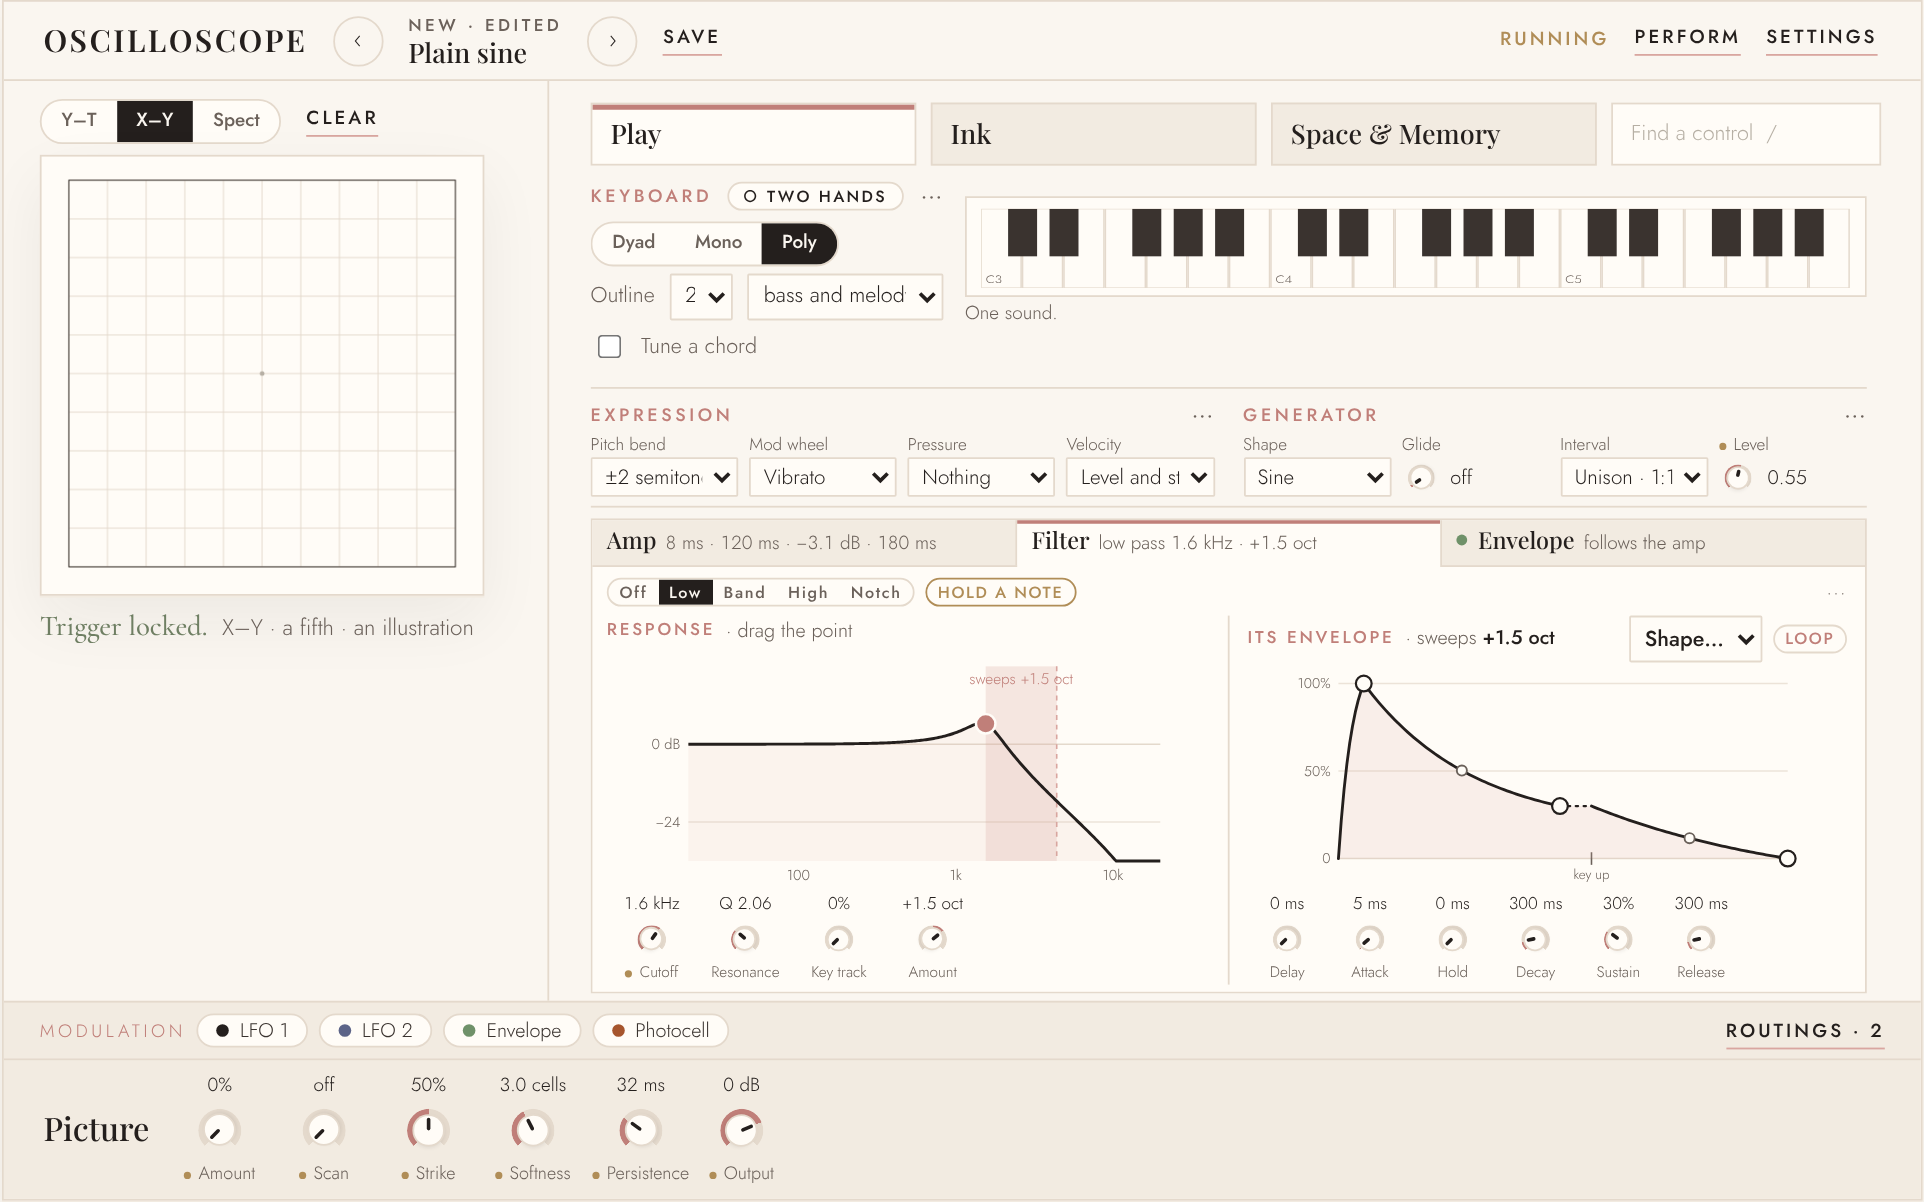 OSCILLOSCOPE
‹
NEW · EDITED
Plain sine
›
SAVE
RUNNING
PERFORM
SETTINGS
Y–T
X–Y
Spect
CLEAR
Trigger locked. X–Y · a fifth · an illustration
Play
Ink
Space & Memory
Find a control /
KEYBOARD
TWO HANDS
...
Dyad
Mono
Poly
Outline
2
bass and melod
Tune a chord
C3
C4
C5
One sound.
EXPRESSION
...
Pitch bend
Mod wheel
Pressure
Velocity
±2 semiton
Vibrato
Nothing
Level and st
GENERATOR
...
Shape
Glide
Interval
Level
Sine
off
Unison · 1:1
0.55
Amp 8 ms · 120 ms · −3.1 dB · 180 ms
Filter low pass 1.6 kHz · +1.5 oct
Envelope follows the amp
Off
Low
Band
High
Notch
HOLD A NOTE
...
RESPONSE · drag the point
sweeps +1.5 oct
0 dB
−24
100
1k
10k
1.6 kHz
Q 2.06
0%
+1.5 oct
Cutoff
Resonance
Key track
Amount
ITS ENVELOPE · sweeps +1.5 oct
Shape...
LOOP
100%
50%
0
key up
0 ms
5 ms
0 ms
300 ms
30%
300 ms
Delay
Attack
Hold
Decay
Sustain
Release
MODULATION
LFO 1
LFO 2
Envelope
Photocell
ROUTINGS · 2
Picture
0%
off
50%
3.0 cells
32 ms
0 dB
Amount
Scan
Strike
Softness
Persistence
Output